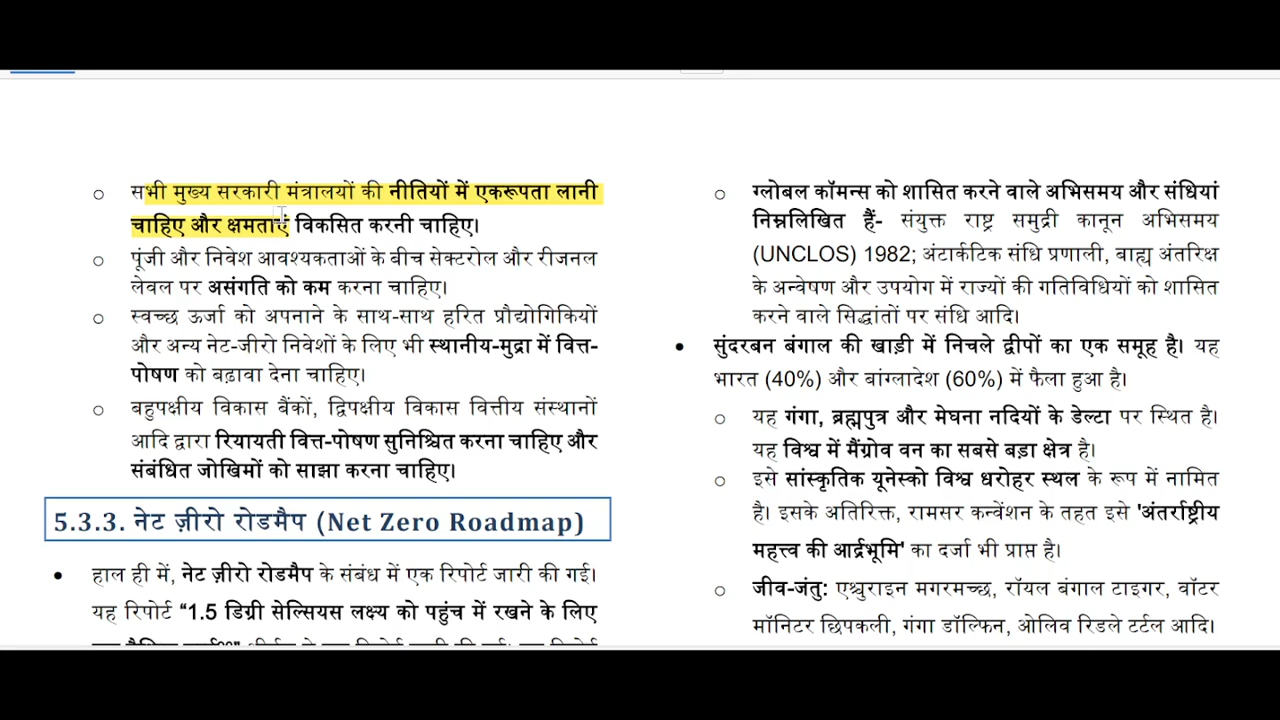 सभी मुख्य सरकारी मंत्रालयों की नीतियों में एकरूपता लानी
चाहिए और क्षमताएं विकसित करनी चाहिए।
पूंजी और निवेश आवश्यकताओं के बीच सेक्टरोल और रीजनल
लेवल पर असंगति को कम करना चाहिए।
स्वच्छ ऊर्जा को अपनाने के साथ-साथ हरित प्रौद्योगिकियों
और अन्य नेट-जीरो निवेशों के लिए भी स्थानीय-मुद्रा में वित्त-
पोषण को बढ़ावा देना चाहिए।
बहुपक्षीय विकास बैंकों, द्विपक्षीय विकास वित्तीय संस्थानों
आदि द्वारा रियायती वित्त-पोषण सुनिश्चित करना चाहिए और
संबंधित जोखिमों को साझा करना चाहिए।
5.3.3. नेट ज़ीरो रोडमैप (Net Zero Roadmap)
हाल ही में, नेट ज़ीरो रोडमैप के संबंध में एक रिपोर्ट जारी की गई।
यह रिपोर्ट "1.5 डिग्री सेल्सियस लक्ष्य को पहुंच में रखने के लिए
ग्लोबल कॉमन्स को शासित करने वाले अभिसमय और संधियां
निम्नलिखित हैं- संयुक्त राष्ट्र समुद्री कानून अभिसमय
(UNCLOS) 1982; अंटार्कटिक संधि प्रणाली, बाह्य अंतरिक्ष
के अन्वेषण और उपयोग में राज्यों की गतिविधियों को शासित
करने वाले सिद्धांतों पर संधि आदि।
सुंदरबन बंगाल की खाड़ी में निचले द्वीपों का एक समूह है। यह
भारत (40%) और बांग्लादेश (60%) में फैला हुआ है।
यह गंगा, ब्रह्मपुत्र और मेघना नदियों के डेल्टा पर स्थित है।
यह विश्व में मैंग्रोव वन का सबसे बड़ा क्षेत्र है।
इसे सांस्कृतिक यूनेस्को विश्व धरोहर स्थल के रूप में नामित
है। इसके अतिरिक्त, रामसर कन्वेंशन के तहत इसे 'अंतर्राष्ट्रीय
महत्त्व की आर्द्रभूमि' का दर्जा भी प्राप्त है।
जीव-जंतु: एश्चुराइन मगरमच्छ, रॉयल बंगाल टाइगर, वॉटर
मॉनिटर छिपकली, गंगा डॉल्फिन, ओलिव रिडले टर्टल आदि।